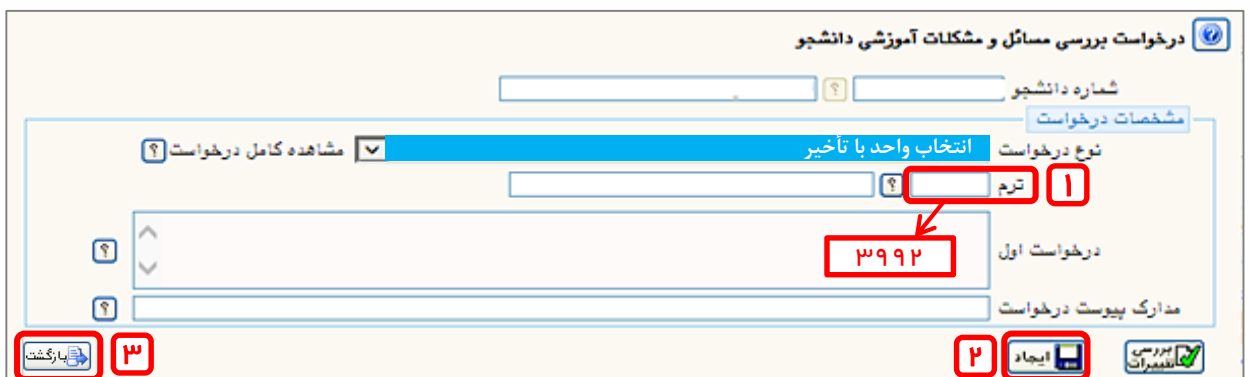 درخواست بررسی مسائل و مشکلات آموزشی دانشجو ؟
شماره دانشجو ؟
مشخصات درخواست
نوع درخواست انتخاب واحد با تأخیر مشاهده کامل درخواست ؟
۱ ترم ؟
۳۹۹۲
درخواست اول ؟
مدارک پیوست درخواست ؟
بررسی تغییرات ایجاد ۲ ۳ بازگشت